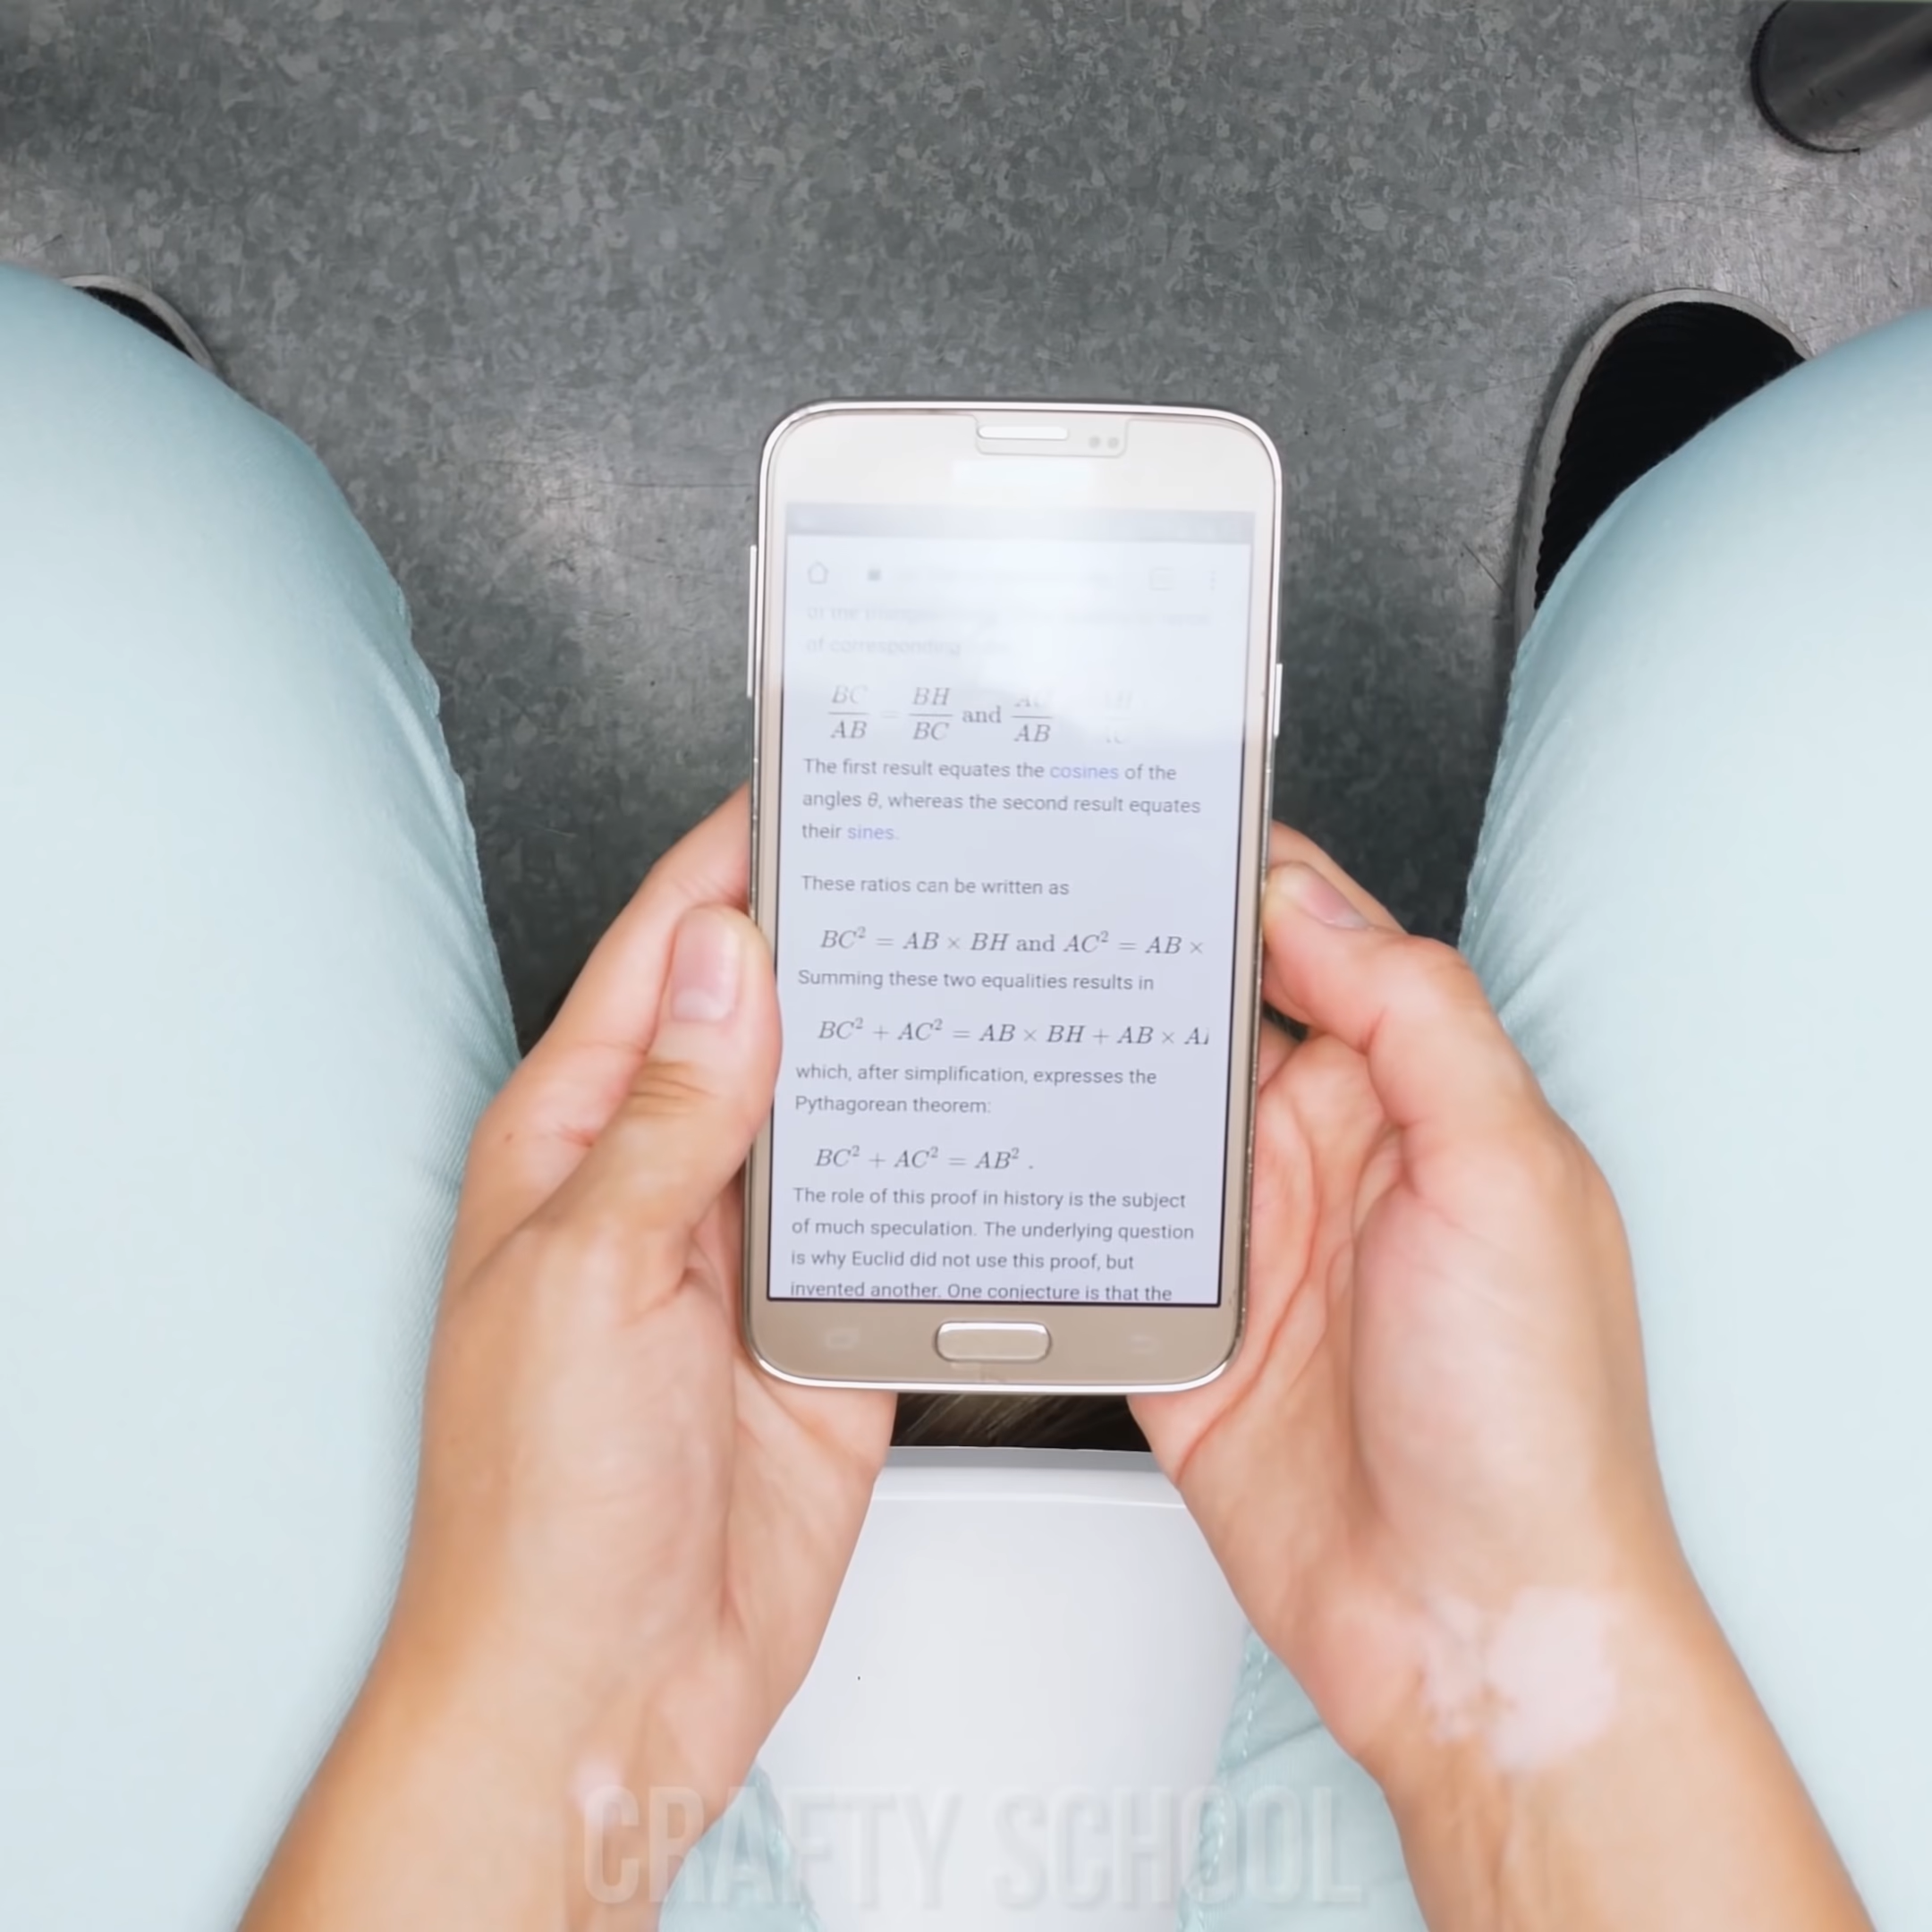 of the
of corresponding
BC/AB = BH/BC and AC/AB
The first result equates the cosines of the
angles θ, whereas the second result equates
their sines.
These ratios can be written as
BC² = AB × BH and AC² = AB ×
Summing these two equalities results in
BC² + AC² = AB × BH + AB × A
which, after simplification, expresses the
Pythagorean theorem:
BC² + AC² = AB² .
The role of this proof in history is the subject
of much speculation. The underlying question
is why Euclid did not use this proof, but
invented another. One conjecture is that the
CRAFTY SCHOOL